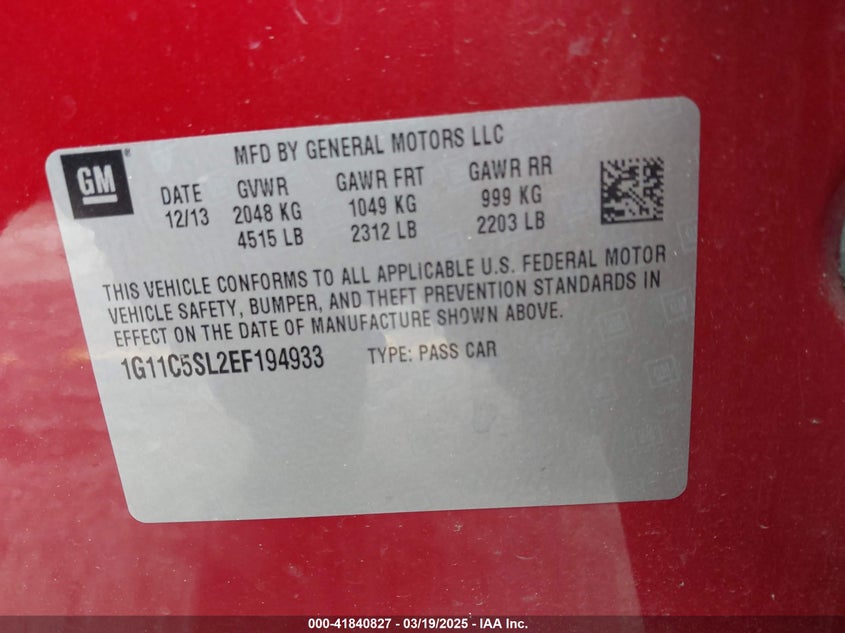 GM
MFD BY GENERAL MOTORS LLC
DATE GVWR GAWR FRT GAWR RR
12/13 2048 KG 1049 KG 999 KG
4515 LB 2312 LB 2203 LB
THIS VEHICLE CONFORMS TO ALL APPLICABLE U.S. FEDERAL MOTOR
VEHICLE SAFETY, BUMPER, AND THEFT PREVENTION STANDARDS IN
EFFECT ON THE DATE OF MANUFACTURE SHOWN ABOVE.
1G11C5SL2EF194933 TYPE: PASS CAR
000-41840827 - 03/19/2025 - IAA Inc.